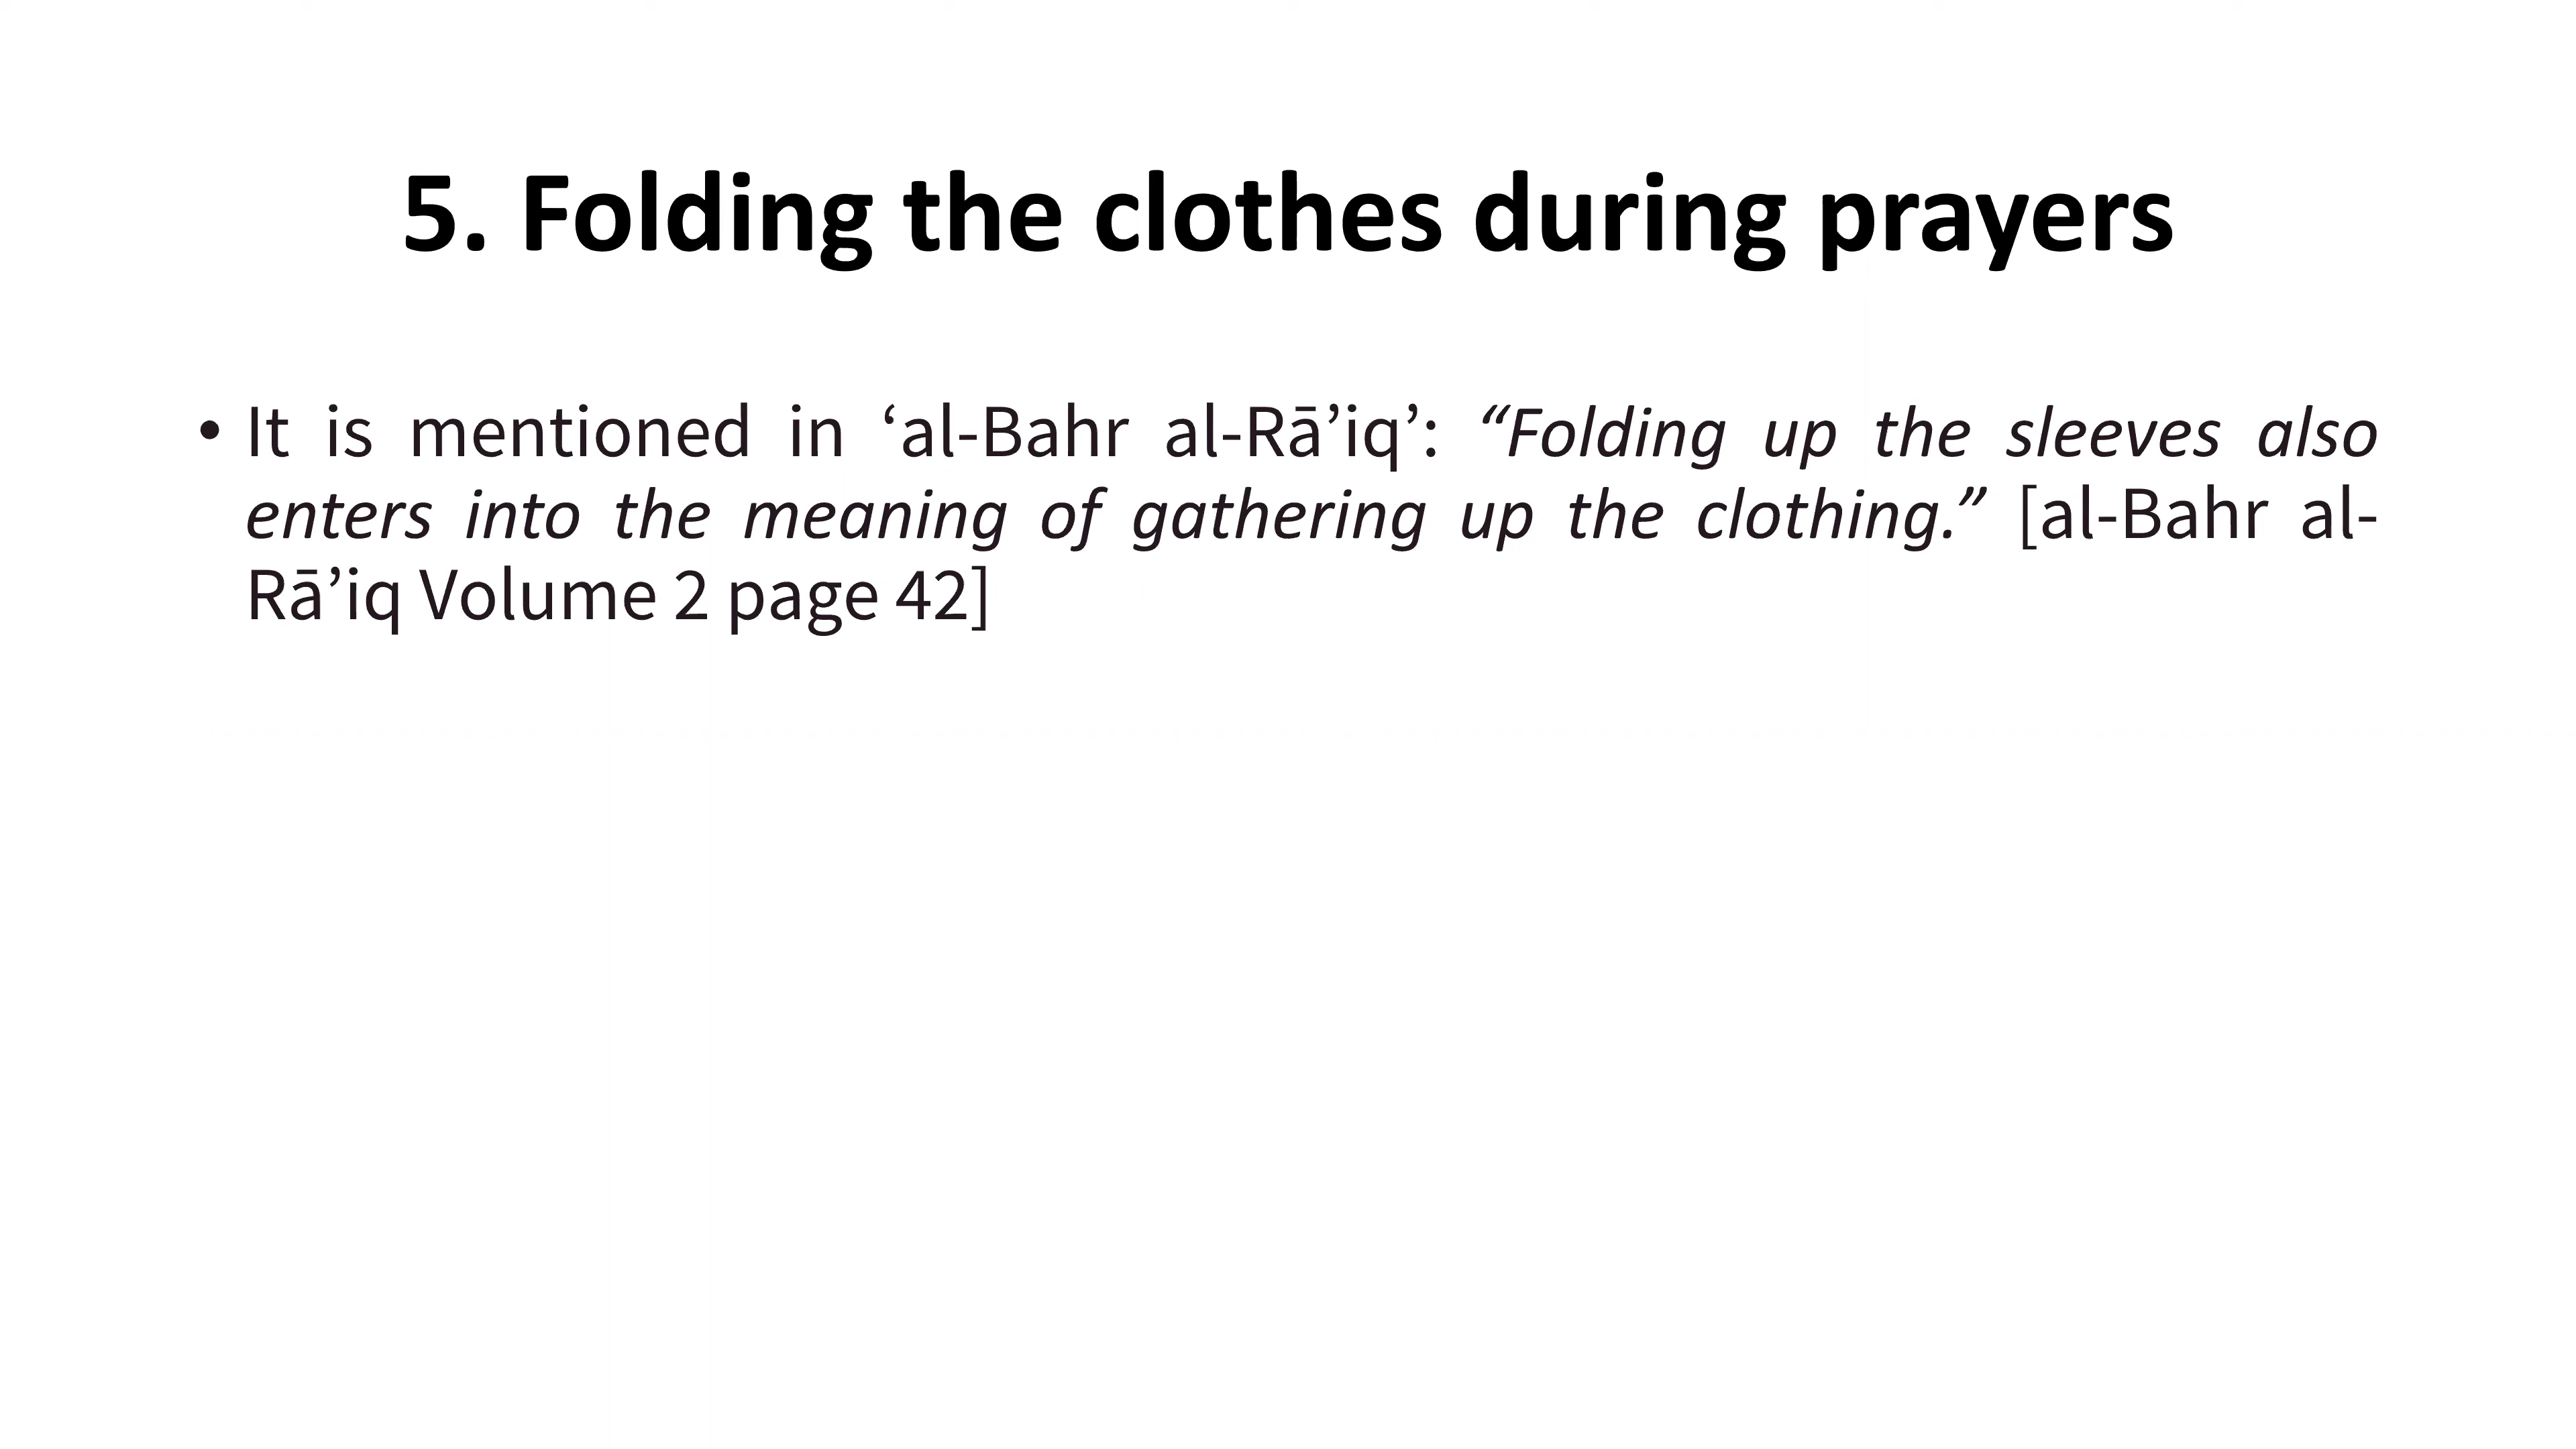 5. Folding the clothes during prayers
• It is mentioned in ‘al-Bahr al-Rā’iq’: “Folding up the sleeves also
enters into the meaning of gathering up the clothing.” [al-Bahr al-
Rā’iq Volume 2 page 42]